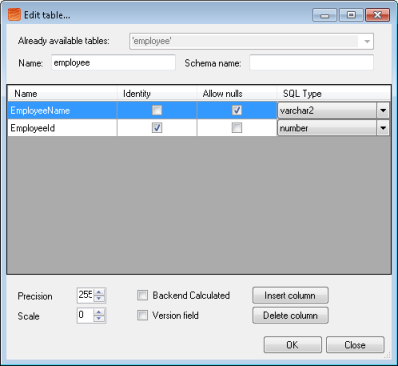 Edit table...
Already available tables: 'employee'
Name: employee Schema name:
Name Identity Allow nulls SQL Type
EmployeeName varchar2
EmployeeId number
Precision 255 Backend Calculated Insert column
Scale 0 Version field Delete column
OK Close